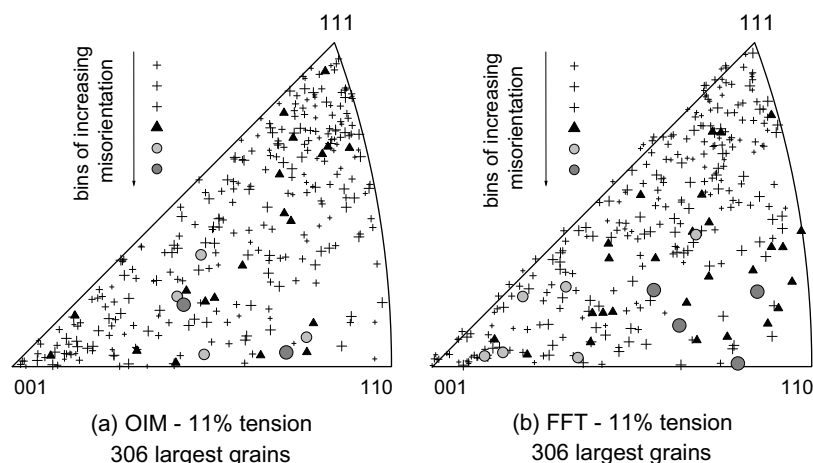 111
bins of increasing
misorientation
001
110
(a) OIM - 11% tension
306 largest grains
111
bins of increasing
misorientation
001
110
(b) FFT - 11% tension
306 largest grains